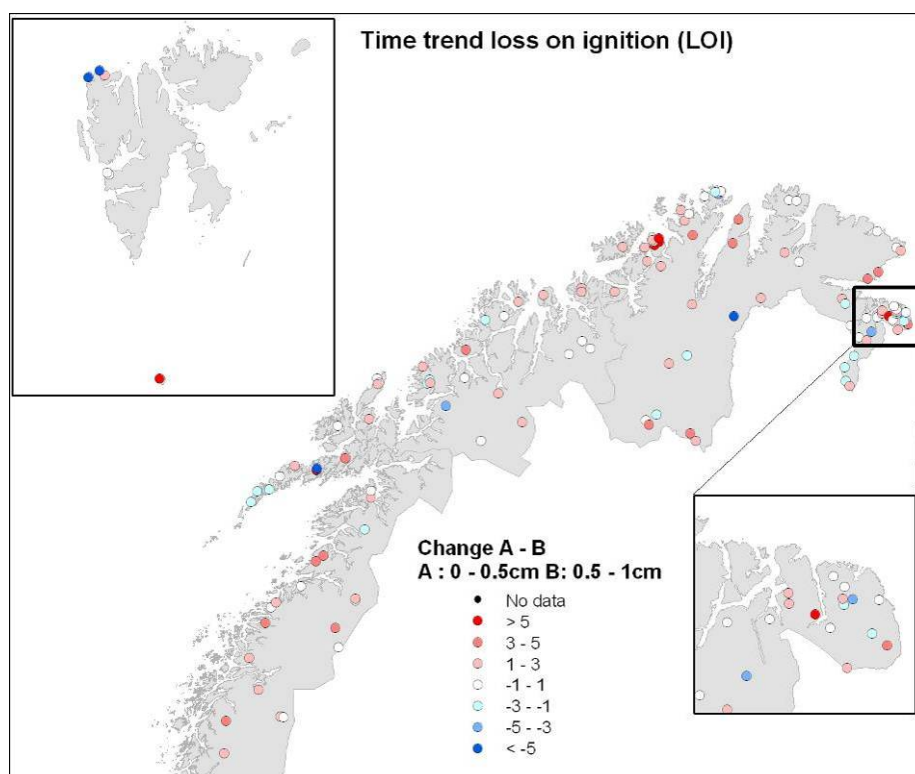 Time trend loss on ignition (LOI)
Change A - B
A : 0 - 0.5cm B: 0.5 - 1cm
No data
> 5
3 - 5
1 - 3
-1 - 1
-3 - -1
-5 - -3
< -5